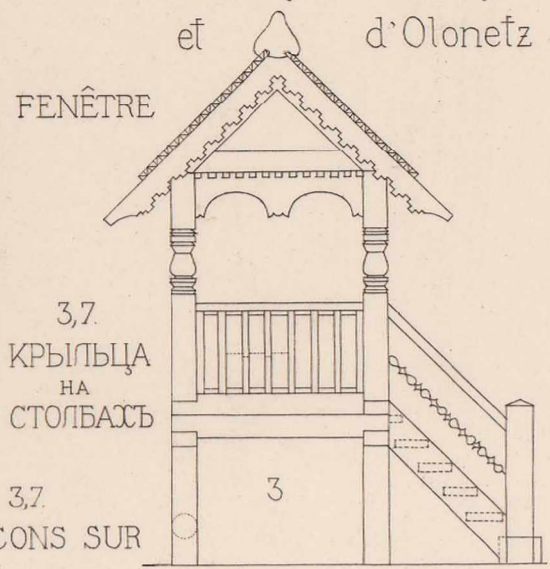 et d'Olonetz
FENÊTRE
3,7.
КРЫЛЬЦА
НА
СТОЛБАХЪ
3
3,7.
CONS SUR